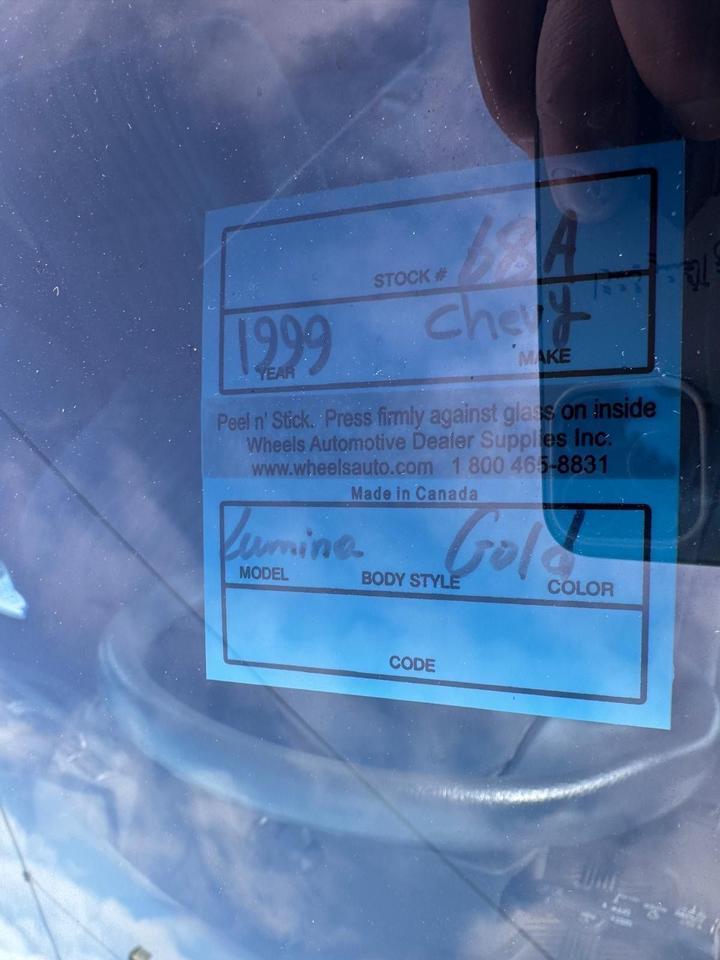 68A
STOCK #
1999 Chevy
YEAR MAKE
Peel n' Stick. Press firmly against glass on inside
Wheels Automotive Dealer Supplies Inc.
www.wheelsauto.com 1 800 465-8831
Made in Canada
Lumina Gold
MODEL BODY STYLE COLOR
CODE